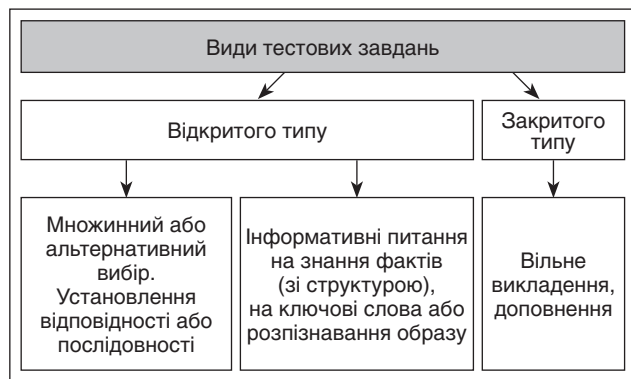 Види тестових завдань
Відкритого типу
Закритого
типу
Множинний або
альтернативний
вибір.
Установлення
відповідності або
послідовності
Інформативні питання
на знання фактів
(зі структурою),
на ключові слова або
розпізнавання образу
Вільне
викладення,
доповнення